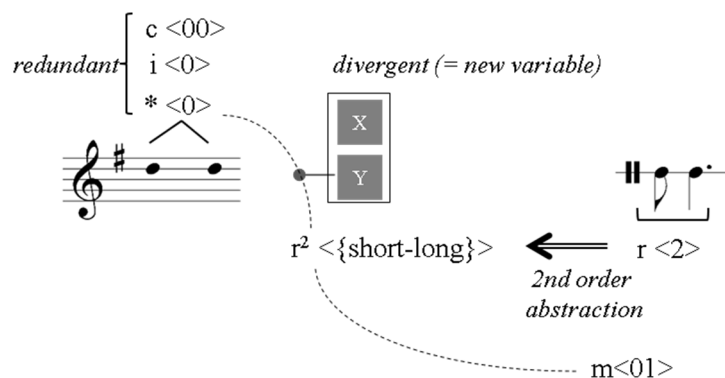 c <00>
redundant
i <0>
* <0>
divergent (= new variable)
X
Y
r² <{short-long}>
r <2>
2nd order
abstraction
m<01>